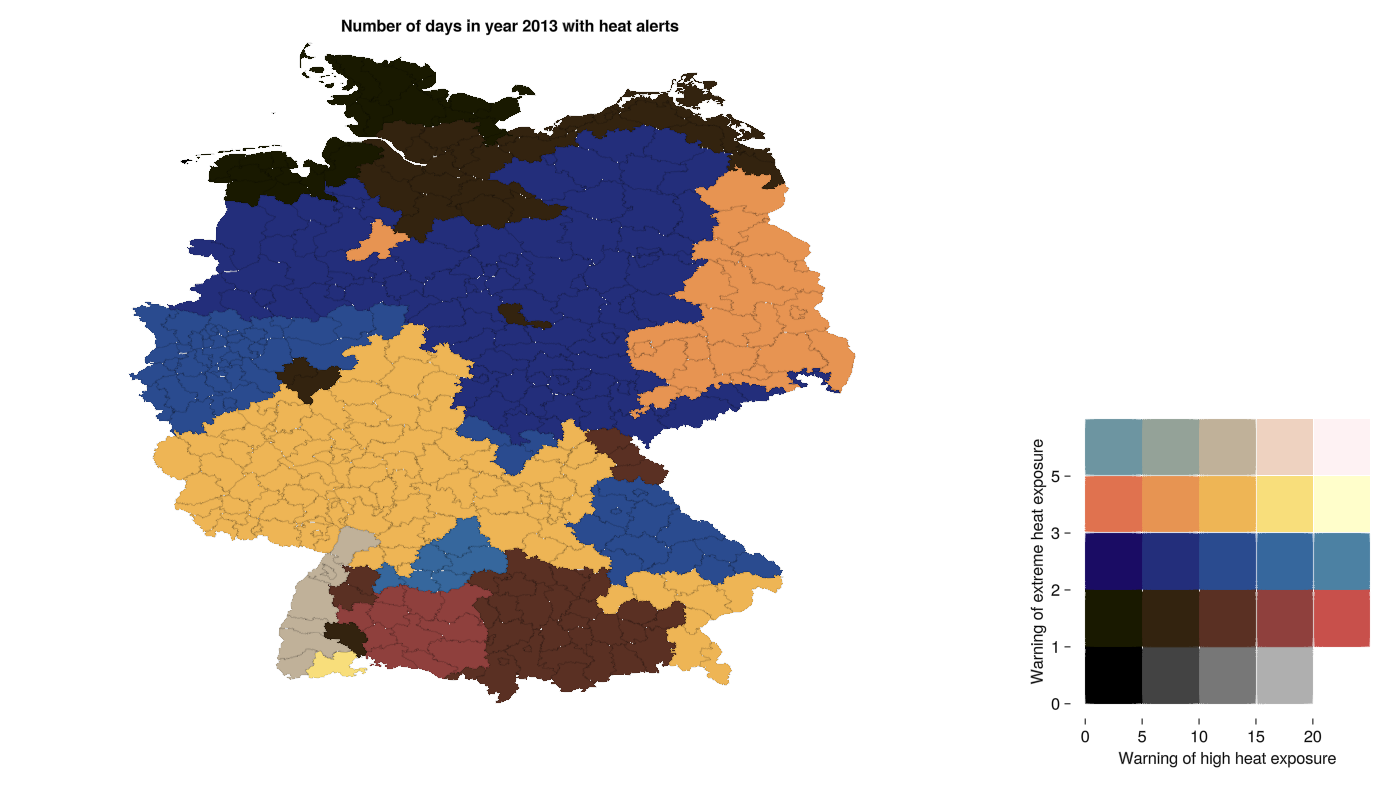 Number of days in year 2013 with heat alerts
Warning of extreme heat exposure
5
3
2
1
0
0 5 10 15 20
Warning of high heat exposure